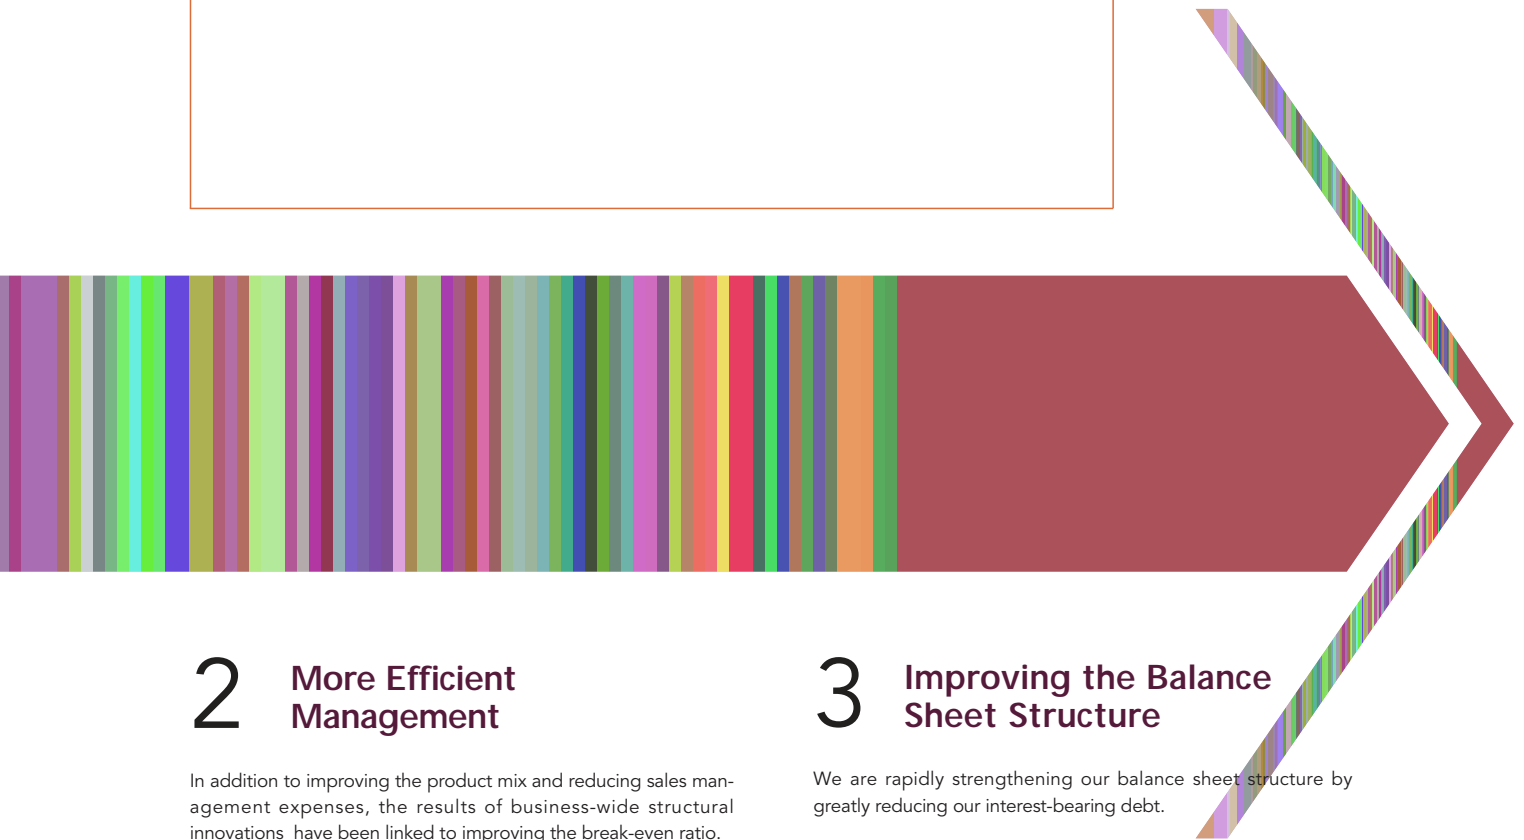 2
More Efficient
Management
In addition to improving the product mix and reducing sales man-
agement expenses, the results of business-wide structural
innovations have been linked to improving the break-even ratio.
3
Improving the Balance
Sheet Structure
We are rapidly strengthening our balance sheet structure by
greatly reducing our interest-bearing debt.